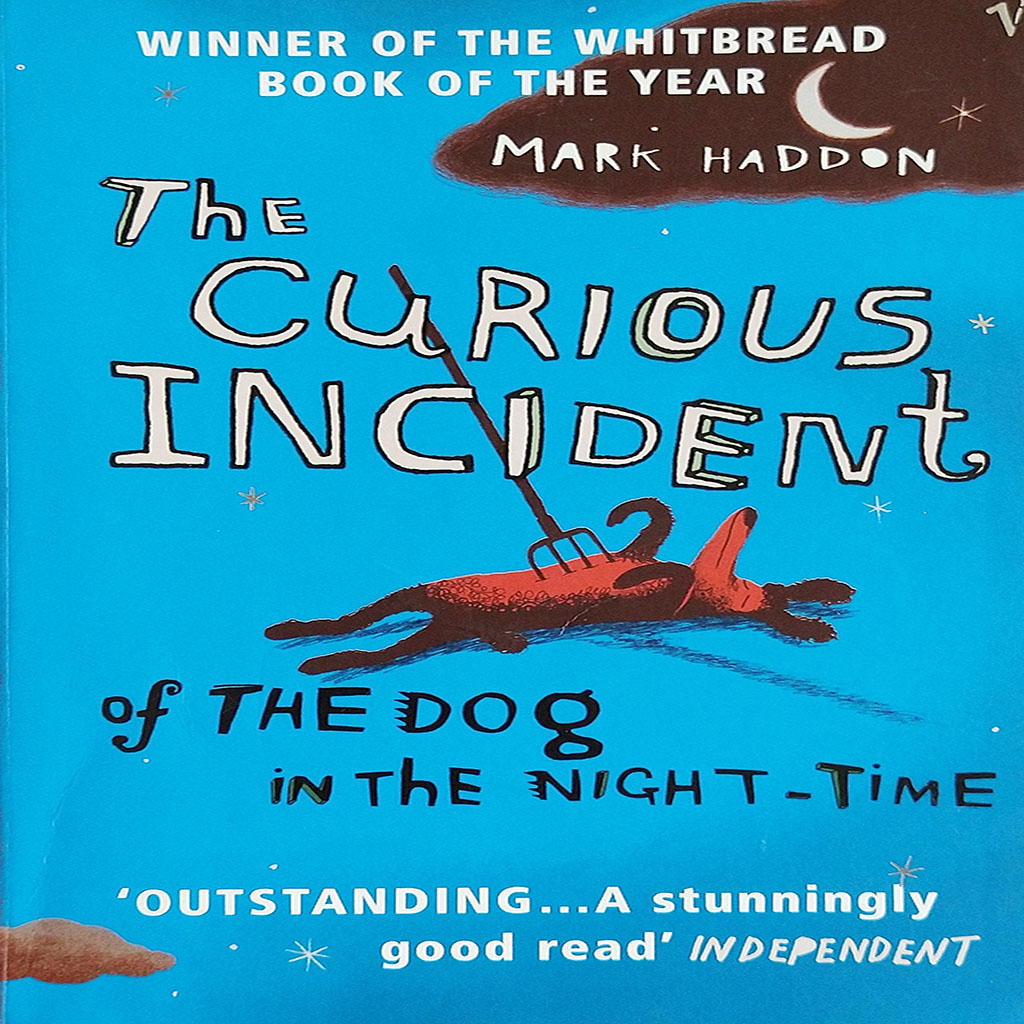 WINNER OF THE WHITBREAD
BOOK OF THE YEAR
MARK HADDON
The
CURIOUS
INCIDENT
of THE DOg
iN The NIGHT-TiME
‘OUTSTANDING...A stunningly
good read’ INDEPENDENT